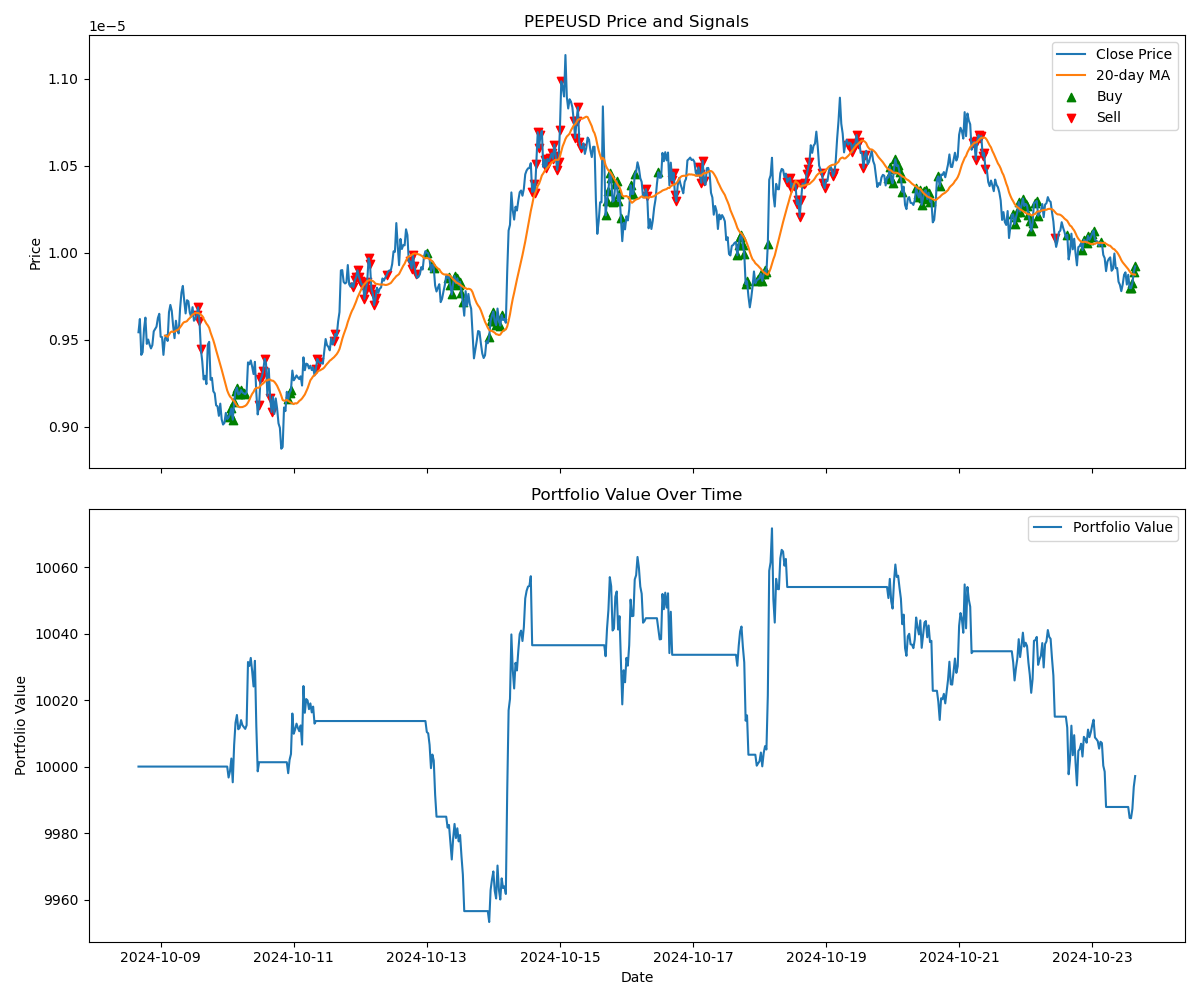 PEPEUSD Price and Signals
1e−5
Close Price
20-day MA
Buy
Sell
1.10
1.05
1.00
0.95
0.90
Price
Portfolio Value Over Time
Portfolio Value
10060
10040
10020
10000
9980
9960
Portfolio Value
2024-10-09 2024-10-11 2024-10-13 2024-10-15 2024-10-17 2024-10-19 2024-10-21 2024-10-23
Date